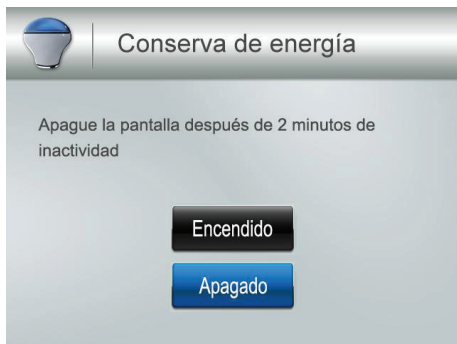 Conserva de energía
Apague la pantalla después de 2 minutos de
inactividad
Encendido
Apagado